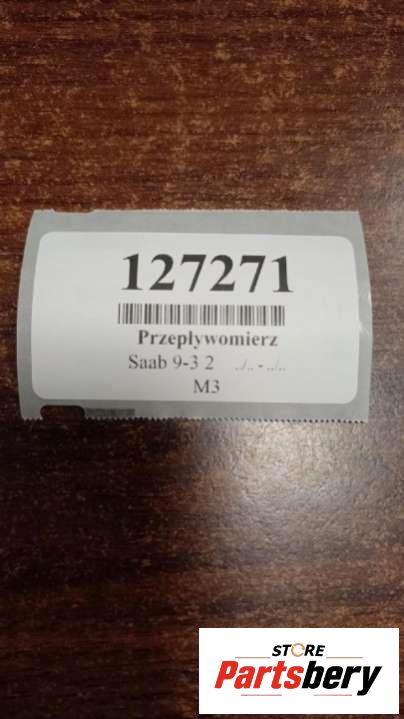 127271
Przepływomierz
Saab 9-3 2 ../.. - ../..
M3
STORE
Partsbery